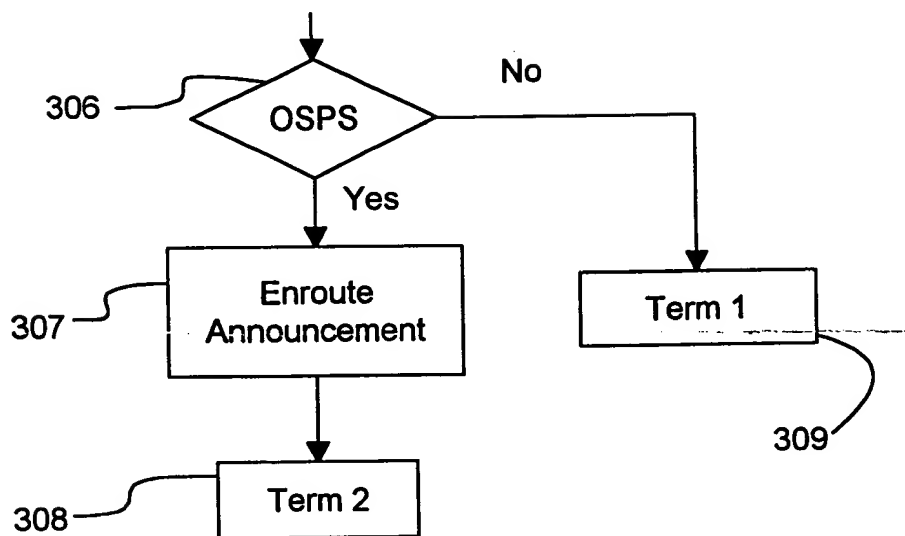 No
306
OSPS
Yes
Enroute
Announcement
307
Term 1
309
Term 2
308